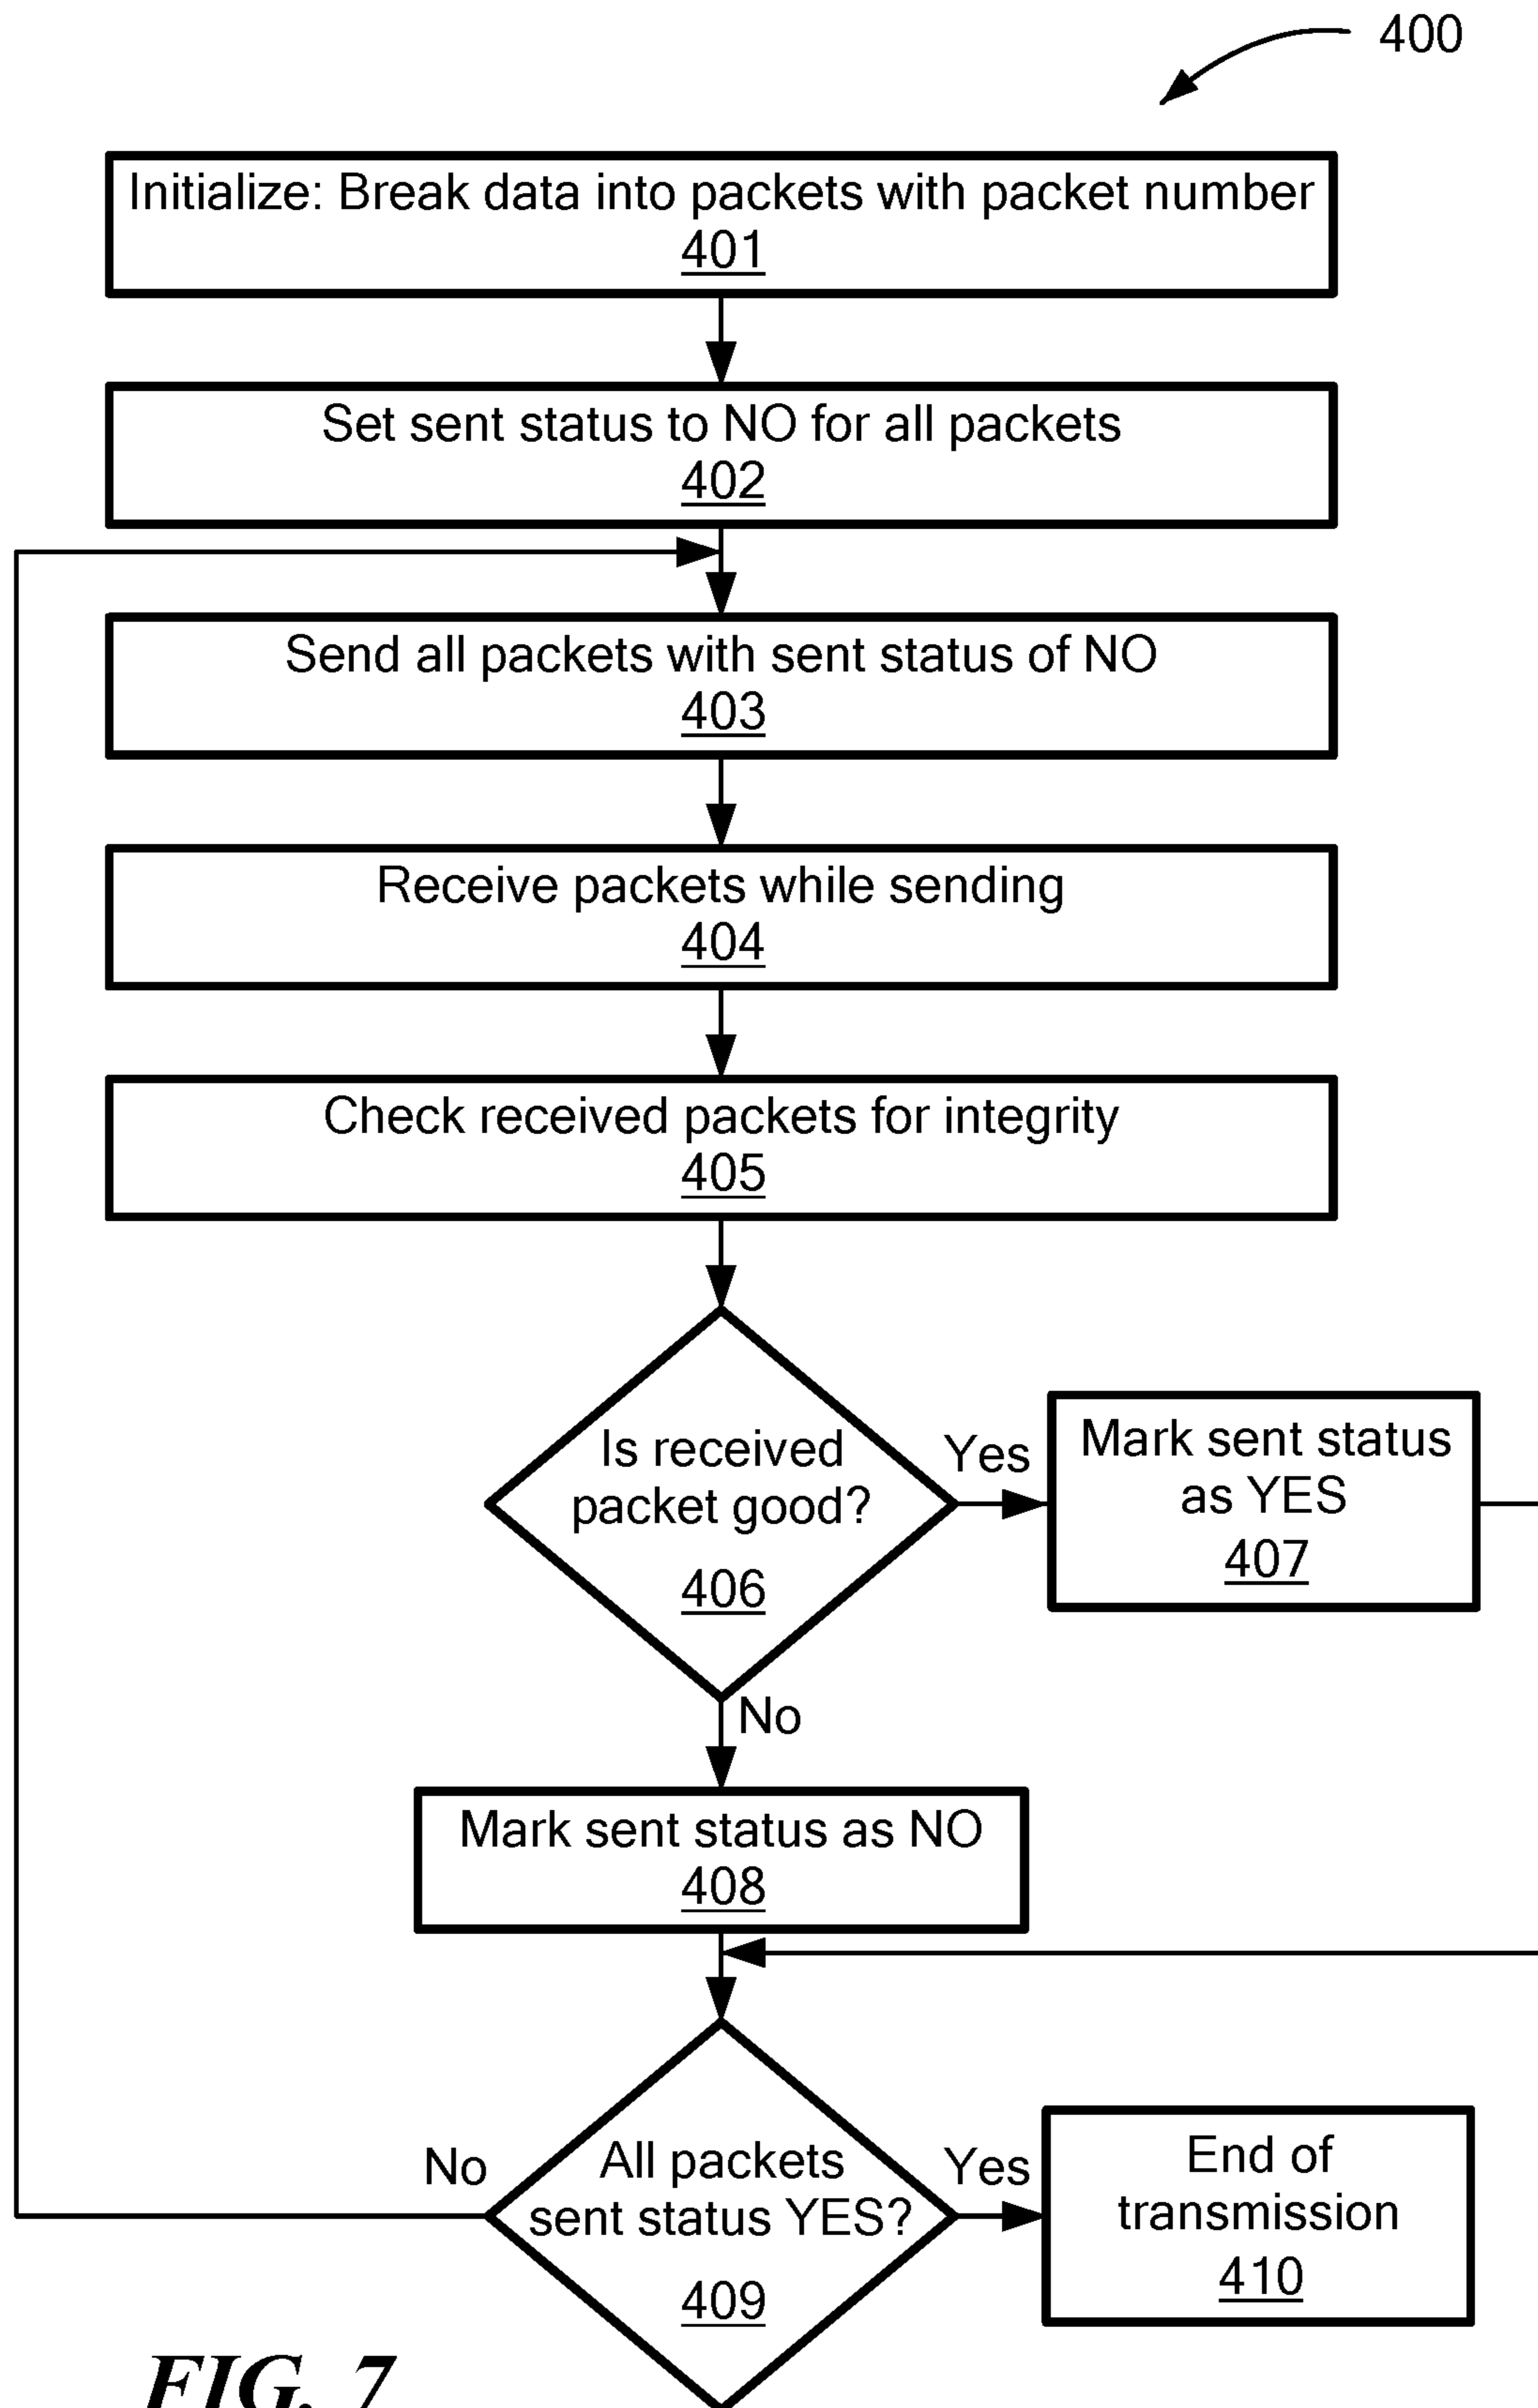 400
Initialize: Break data into packets with packet number
401
Set sent status to NO for all packets
402
Send all packets with sent status of NO
403
Receive packets while sending
404
Check received packets for integrity
405
Is received
packet good?
406
Yes
Mark sent status
as YES
407
No
Mark sent status as NO
408
No
All packets
sent status YES?
409
Yes
End of
transmission
410
FIG. 7